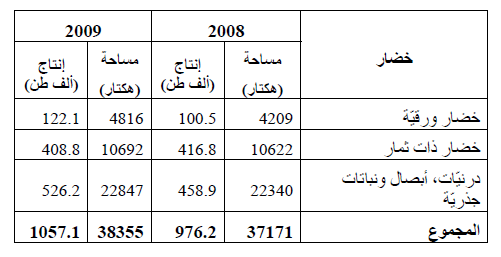 خضار 2008 2009
مساحة (هكتار) إنتاج (ألف طن) مساحة (هكتار) إنتاج (ألف طن)
خضار ورقيّة 4209 100.5 4816 122.1
خضار ذات ثمار 10622 416.8 10692 408.8
درنيّات، أبصال ونباتات
جذريّة 22340 458.9 22847 526.2
المجموع 37171 976.2 38355 1057.1